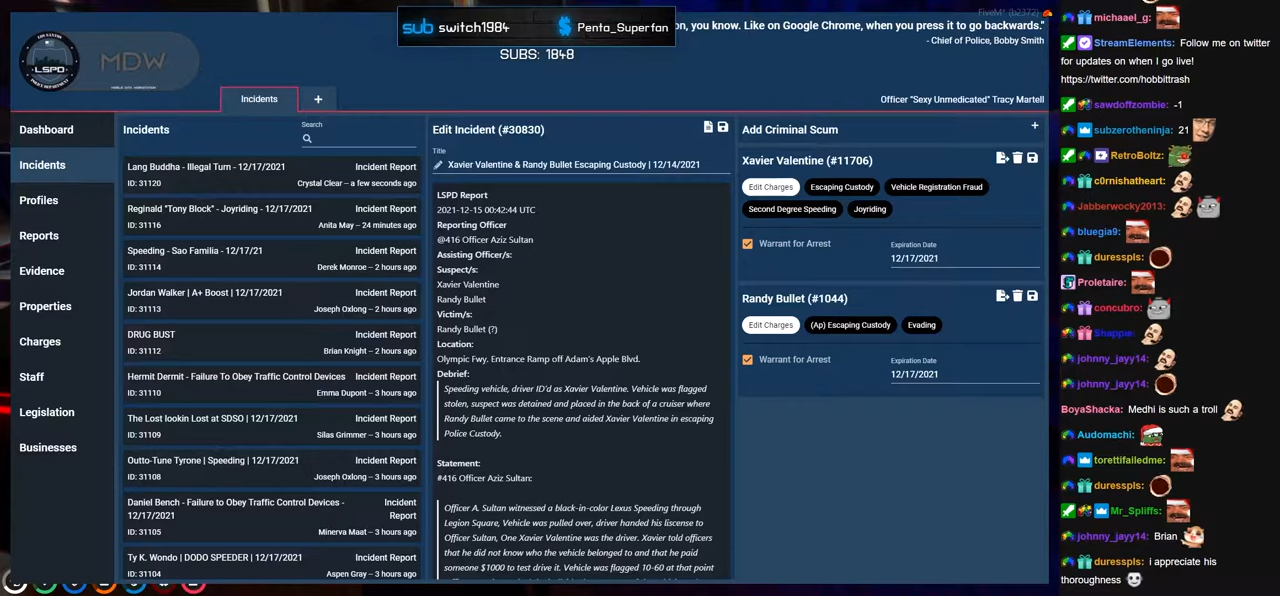 sub switch1984
Penta_Superfan
SUBS: 1848
FiveM® (b2372)
on, you know. Like on Google Chrome, when you press it to go backwards."
- Chief of Police, Bobby Smith
LOS SANTOS
LSPD
POLICE DEPARTMENT
MDW
Incidents
+
Officer "Sexy Unmedicated" Tracy Martell
Dashboard
Incidents
Profiles
Reports
Evidence
Properties
Charges
Staff
Legislation
Businesses
Incidents
Search
Lang Buddha - Illegal Turn - 12/17/2021 Incident Report
ID: 31120 Crystal Clear – a few seconds ago
Reginald "Tony Block" - Joyriding - 12/17/2021 Incident Report
ID: 31116 Anita May – 24 minutes ago
Speeding - Sao Familia - 12/17/21 Incident Report
ID: 31114 Derek Monroe – 2 hours ago
Jordan Walker | A+ Boost | 12/17/2021 Incident Report
ID: 31113 Joseph Oxlong – 2 hours ago
DRUG BUST Incident Report
ID: 31112 Brian Knight – 2 hours ago
Hermit Dermit - Failure To Obey Traffic Control Devices Incident Report
ID: 31110 Emma Dupont – 3 hours ago
The Lost lookin Lost at SDSO | 12/17/2021 Incident Report
ID: 31109 Silas Grimmer – 3 hours ago
Outto-Tune Tyrone | Speeding | 12/17/2021 Incident Report
ID: 31108 Joseph Oxlong – 3 hours ago
Daniel Bench - Failure to Obey Traffic Control Devices - Incident
12/17/2021 Report
ID: 31105 Minerva Maat – 3 hours ago
Ty K. Wondo | DODO SPEEDER | 12/17/2021 Incident Report
ID: 31104 Aspen Gray – 3 hours ago
Edit Incident (#30830)
Title
Xavier Valentine & Randy Bullet Escaping Custody | 12/14/2021
LSPD Report
2021-12-15 00:42:44 UTC
Reporting Officer
@416 Officer Aziz Sultan
Assisting Officer/s:
Suspect/s:
Xavier Valentine
Randy Bullet
Victim/s:
Randy Bullet (?)
Location:
Olympic Fwy. Entrance Ramp off Adam's Apple Blvd.
Debrief:
Speeding vehicle, driver ID'd as Xavier Valentine. Vehicle was flagged
stolen, suspect was detained and placed in the back of a cruiser where
Randy Bullet came to the scene and aided Xavier Valentine in escaping
Police Custody.
Statement:
#416 Officer Aziz Sultan:
Officer A. Sultan witnessed a black-in-color Lexus Speeding through
Legion Square, Vehicle was pulled over, driver handed his liscense to
Officer Sultan, One Xavier Valentine was the driver. Xavier told officers
that he did not know who the vehicle belonged to and that he paid
someone $1000 to test drive it. Vehicle was flagged 10-60 at that point
Add Criminal Scum
+
Xavier Valentine (#11706)
Edit Charges Escaping Custody Vehicle Registration Fraud
Second Degree Speeding Joyriding
Warrant for Arrest
Expiration Date
12/17/2021
Randy Bullet (#1044)
Edit Charges (Ap) Escaping Custody Evading
Warrant for Arrest
Expiration Date
12/17/2021
michaael_g:
StreamElements: Follow me on twitter
for updates on when I go live!
https://twitter.com/hobbittrash
sawdoffzombie: -1
subzerotheninja: 21
RetroBoltz:
c0rnishatheart:
Jabberwocky2013:
bluegia9:
duresspls:
Proletaire:
concubro:
Shappie:
johnny_jayy14:
johnny_jayy14:
BoyaShacka: Medhi is such a troll
Audomachi:
torettifailedme:
duresspls:
Mr_Spliffs:
johnny_jayy14: Brian
duresspls: i appreciate his
thoroughness